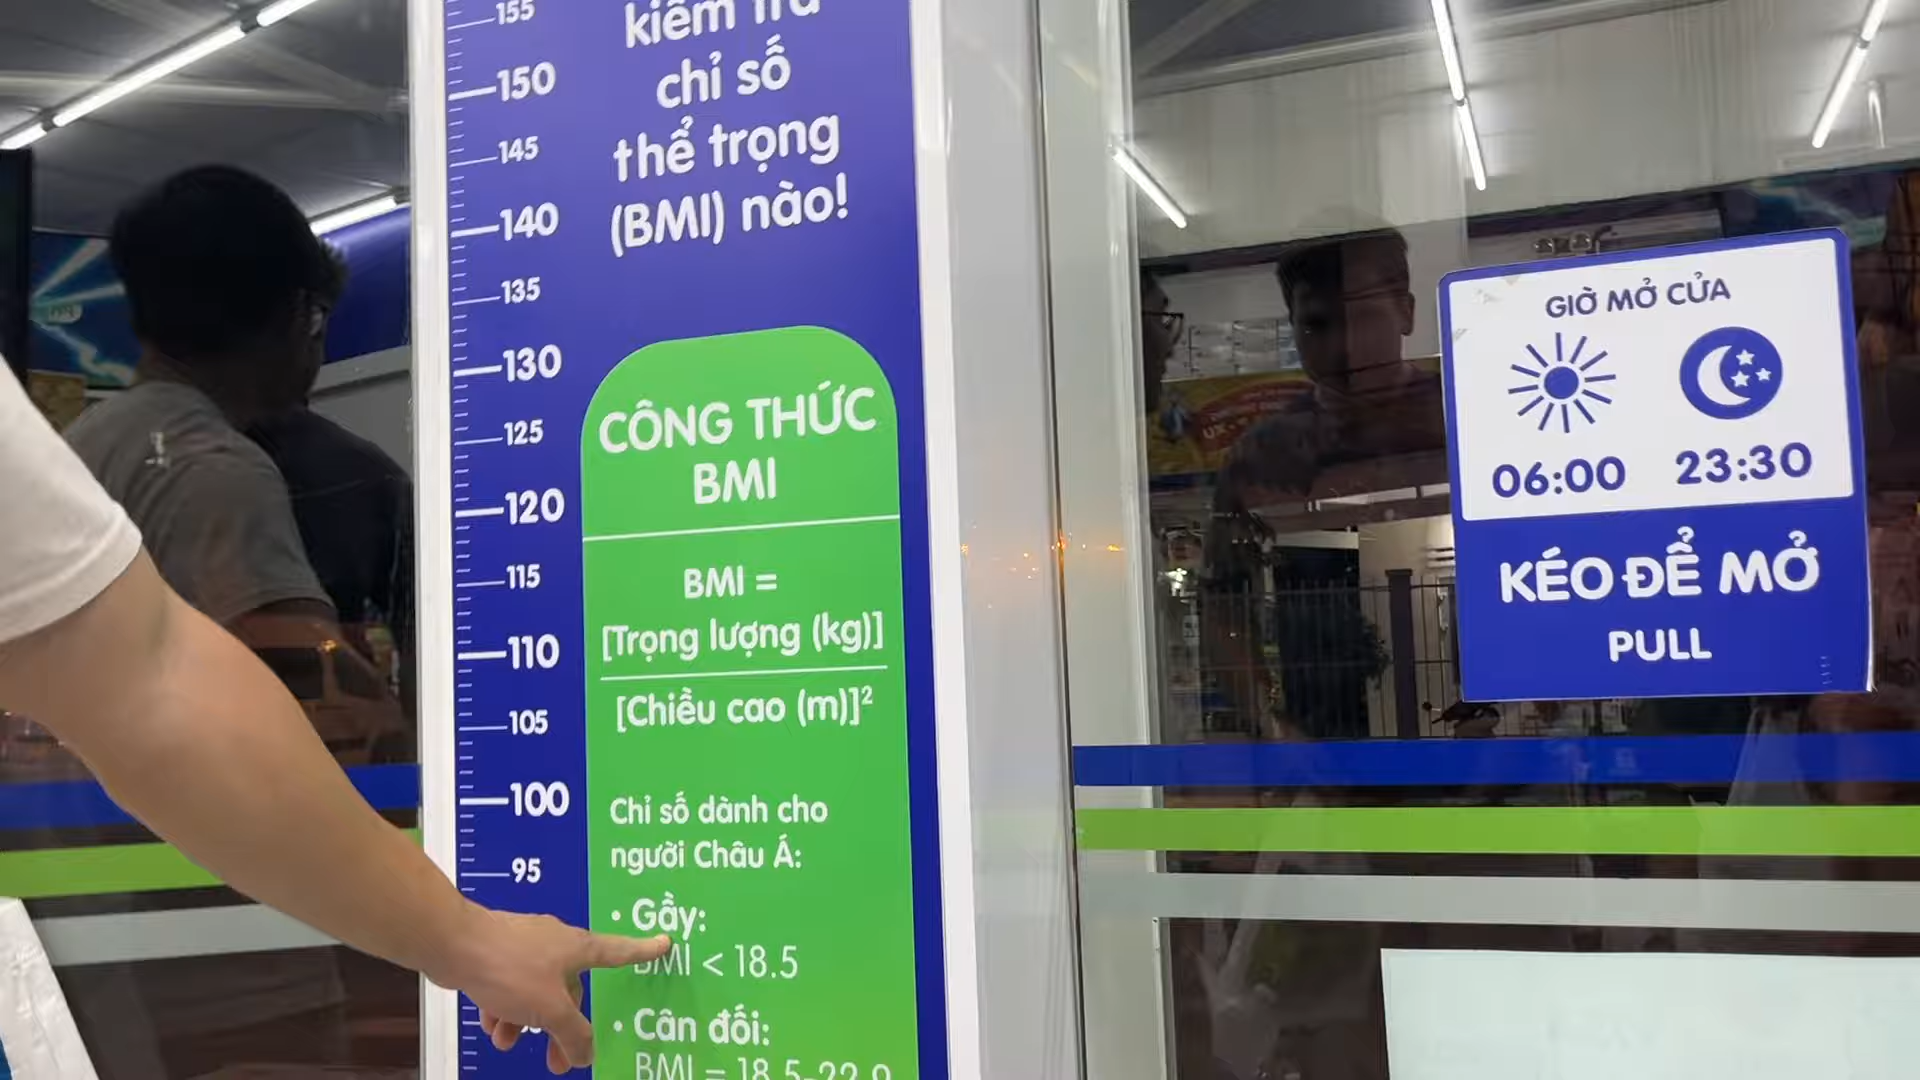 155
150
145
140
135
130
125
120
115
110
105
100
95
kiểm tra
chỉ số
thể trọng
(BMI) nào!
CÔNG THỨC
BMI
BMI =
[Trọng lượng (kg)]
[Chiều cao (m)]²
Chỉ số dành cho
người Châu Á:
• Gầy:
BMI < 18.5
• Cân đối:
BMI = 18.5-22.9
GIỜ MỞ CỬA
06:00 23:30
KÉO ĐỂ MỞ
PULL